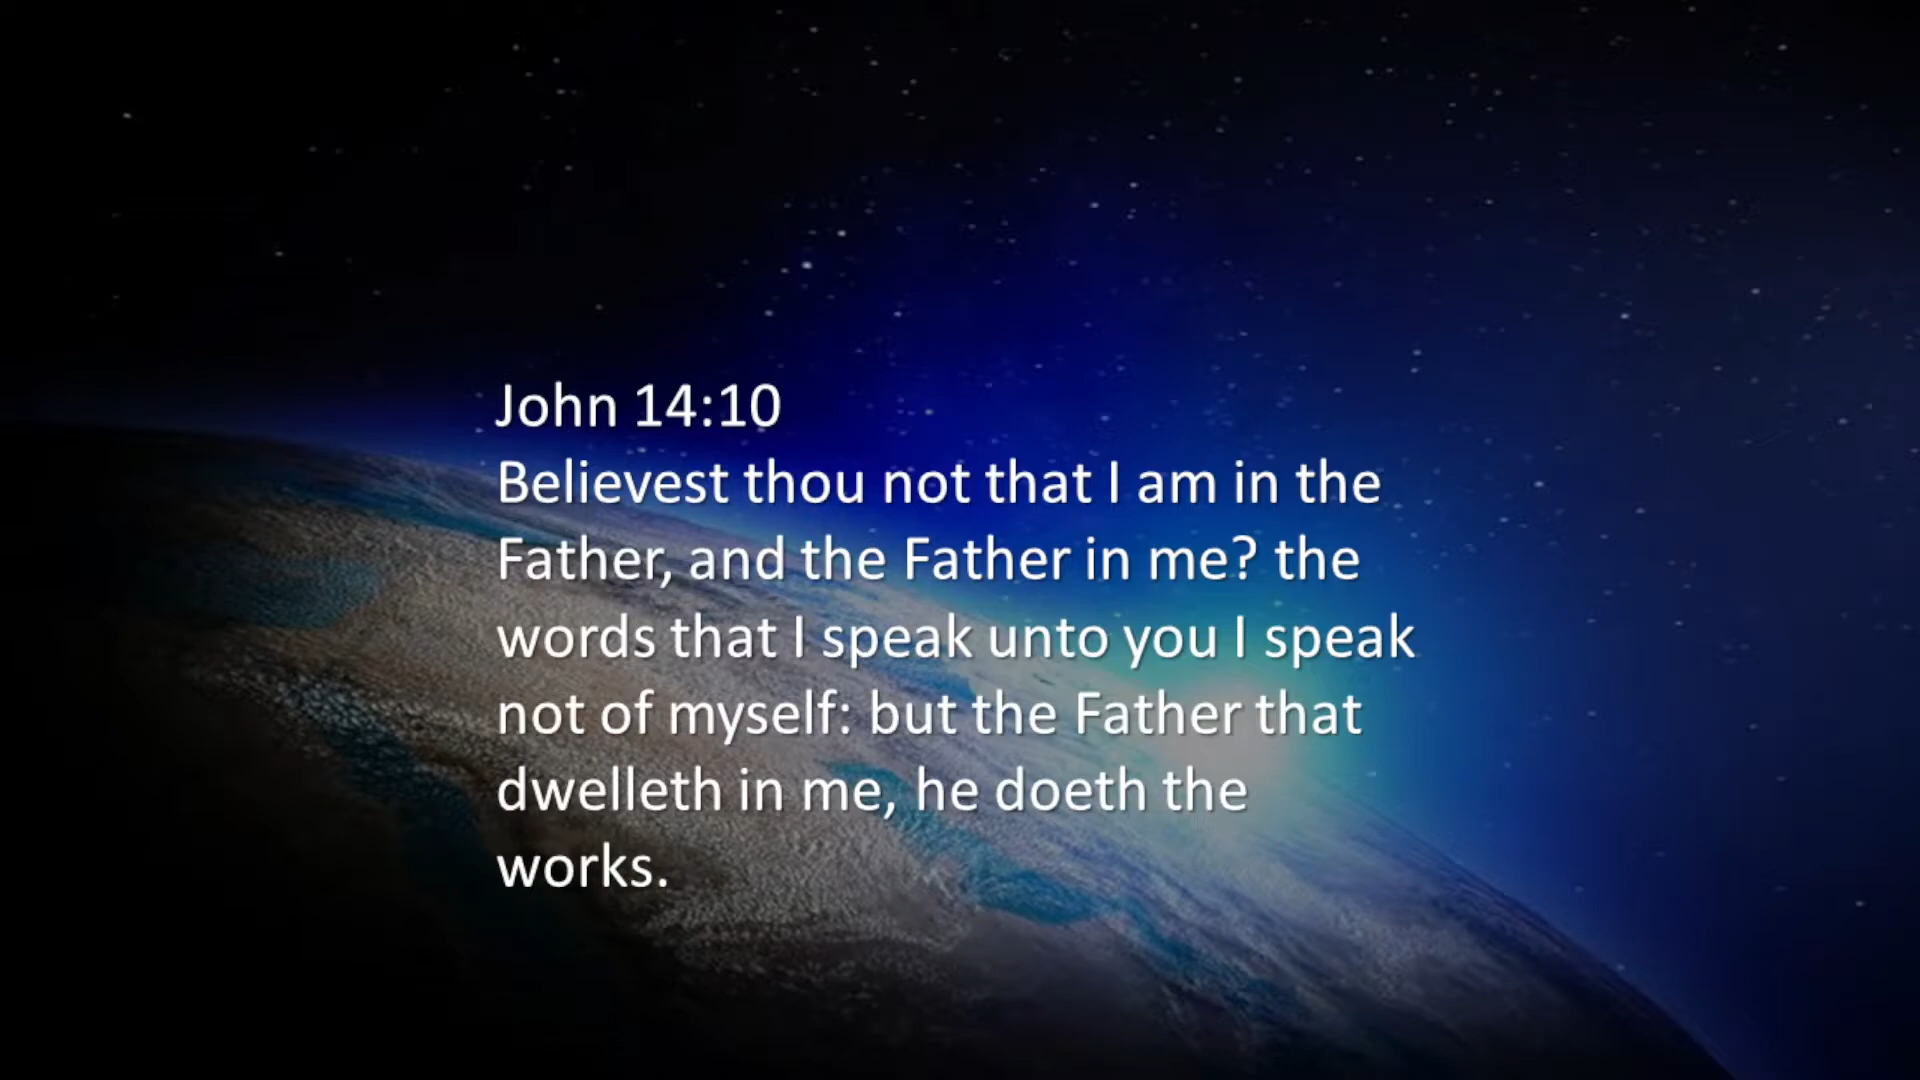 John 14:10
Believest thou not that I am in the
Father, and the Father in me? the
words that I speak unto you I speak
not of myself: but the Father that
dwelleth in me, he doeth the
works.